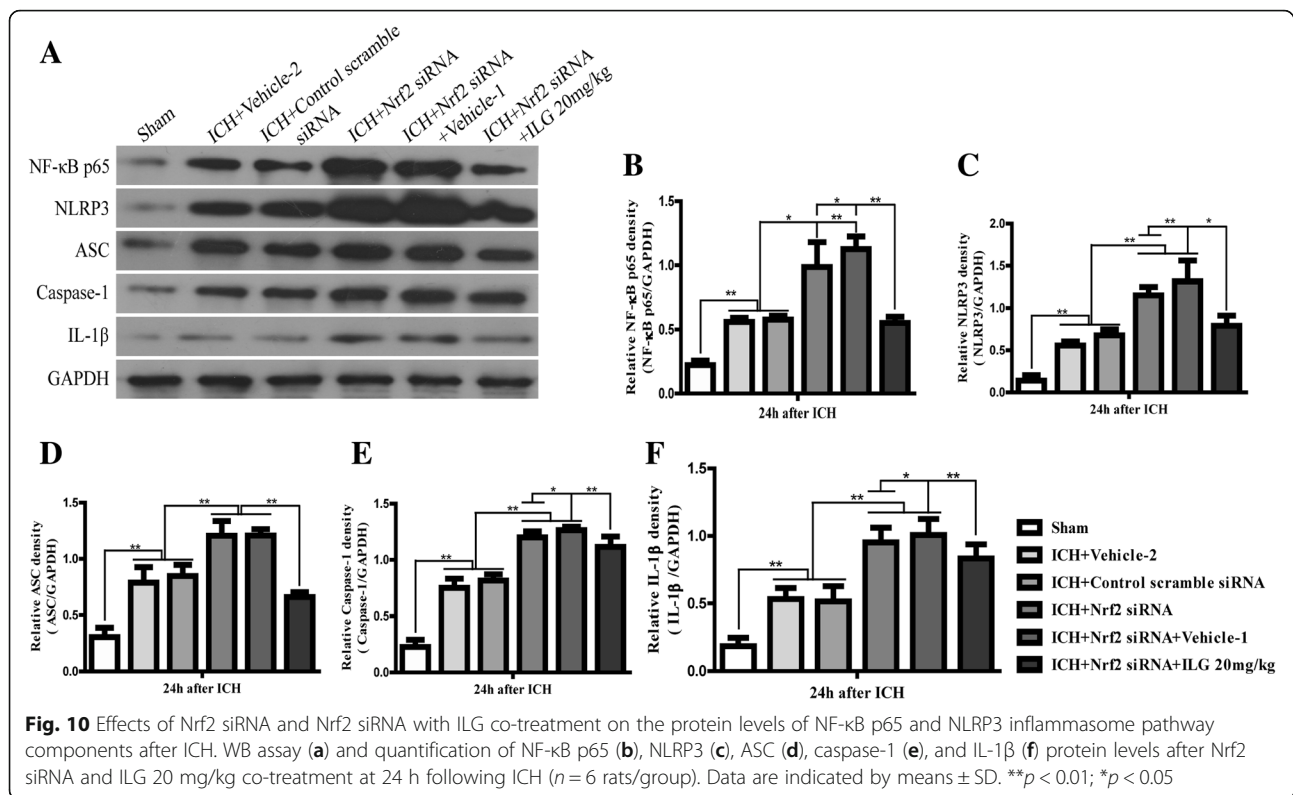 A
Sham
ICH+Vehicle-2
ICH+Control scramble
siRNA
ICH+Nrf2 siRNA
ICH+Nrf2 siRNA
+Vehicle-1
ICH+Nrf2 siRNA
+ILG 20mg/kg
NF-κB p65
NLRP3
ASC
Caspase-1
IL-1β
GAPDH
B
Relative NF-κB p65 density
(NF-κB p65/GAPDH)
1.5
1.0
0.5
0.0
**
*
**
*
**
24h after ICH
C
Relative NLRP3 density
( NLRP3/GAPDH)
2.0
1.5
1.0
0.5
0.0
**
**
**
*
24h after ICH
D
Relative ASC density
( ASC/GAPDH)
1.5
1.0
0.5
0.0
**
**
**
24h after ICH
E
Relative Caspase-1 density
( Caspase-1/GAPDH)
1.5
1.0
0.5
0.0
**
**
*
**
24h after ICH
F
Relative IL-1β density
( IL-1β /GAPDH)
1.5
1.0
0.5
0.0
**
**
*
**
24h after ICH
Sham
ICH+Vehicle-2
ICH+Control scramble siRNA
ICH+Nrf2 siRNA
ICH+Nrf2 siRNA+Vehicle-1
ICH+Nrf2 siRNA+ILG 20mg/kg
Fig. 10 Effects of Nrf2 siRNA and Nrf2 siRNA with ILG co-treatment on the protein levels of NF-κB p65 and NLRP3 inflammasome pathway
components after ICH. WB assay (a) and quantification of NF-κB p65 (b), NLRP3 (c), ASC (d), caspase-1 (e), and IL-1β (f) protein levels after Nrf2
siRNA and ILG 20 mg/kg co-treatment at 24 h following ICH (n = 6 rats/group). Data are indicated by means ± SD. **p < 0.01; *p < 0.05